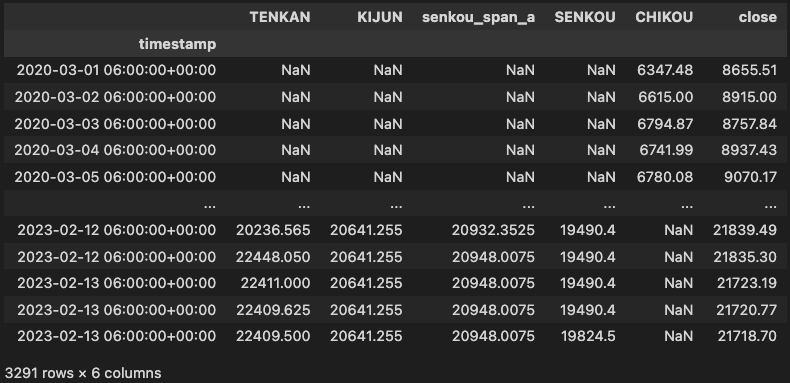 TENKAN KIJUN senkou_span_a SENKOU CHIKOU close
timestamp
2020-03-01 06:00:00+00:00 NaN NaN NaN NaN 6347.48 8655.51
2020-03-02 06:00:00+00:00 NaN NaN NaN NaN 6615.00 8915.00
2020-03-03 06:00:00+00:00 NaN NaN NaN NaN 6794.87 8757.84
2020-03-04 06:00:00+00:00 NaN NaN NaN NaN 6741.99 8937.43
2020-03-05 06:00:00+00:00 NaN NaN NaN NaN 6780.08 9070.17
... ... ... ... ... ... ...
2023-02-12 06:00:00+00:00 20236.565 20641.255 20932.3525 19490.4 NaN 21839.49
2023-02-12 06:00:00+00:00 22448.050 20641.255 20948.0075 19490.4 NaN 21835.30
2023-02-13 06:00:00+00:00 22411.000 20641.255 20948.0075 19490.4 NaN 21723.19
2023-02-13 06:00:00+00:00 22409.625 20641.255 20948.0075 19490.4 NaN 21720.77
2023-02-13 06:00:00+00:00 22409.500 20641.255 20948.0075 19824.5 NaN 21718.70
3291 rows × 6 columns